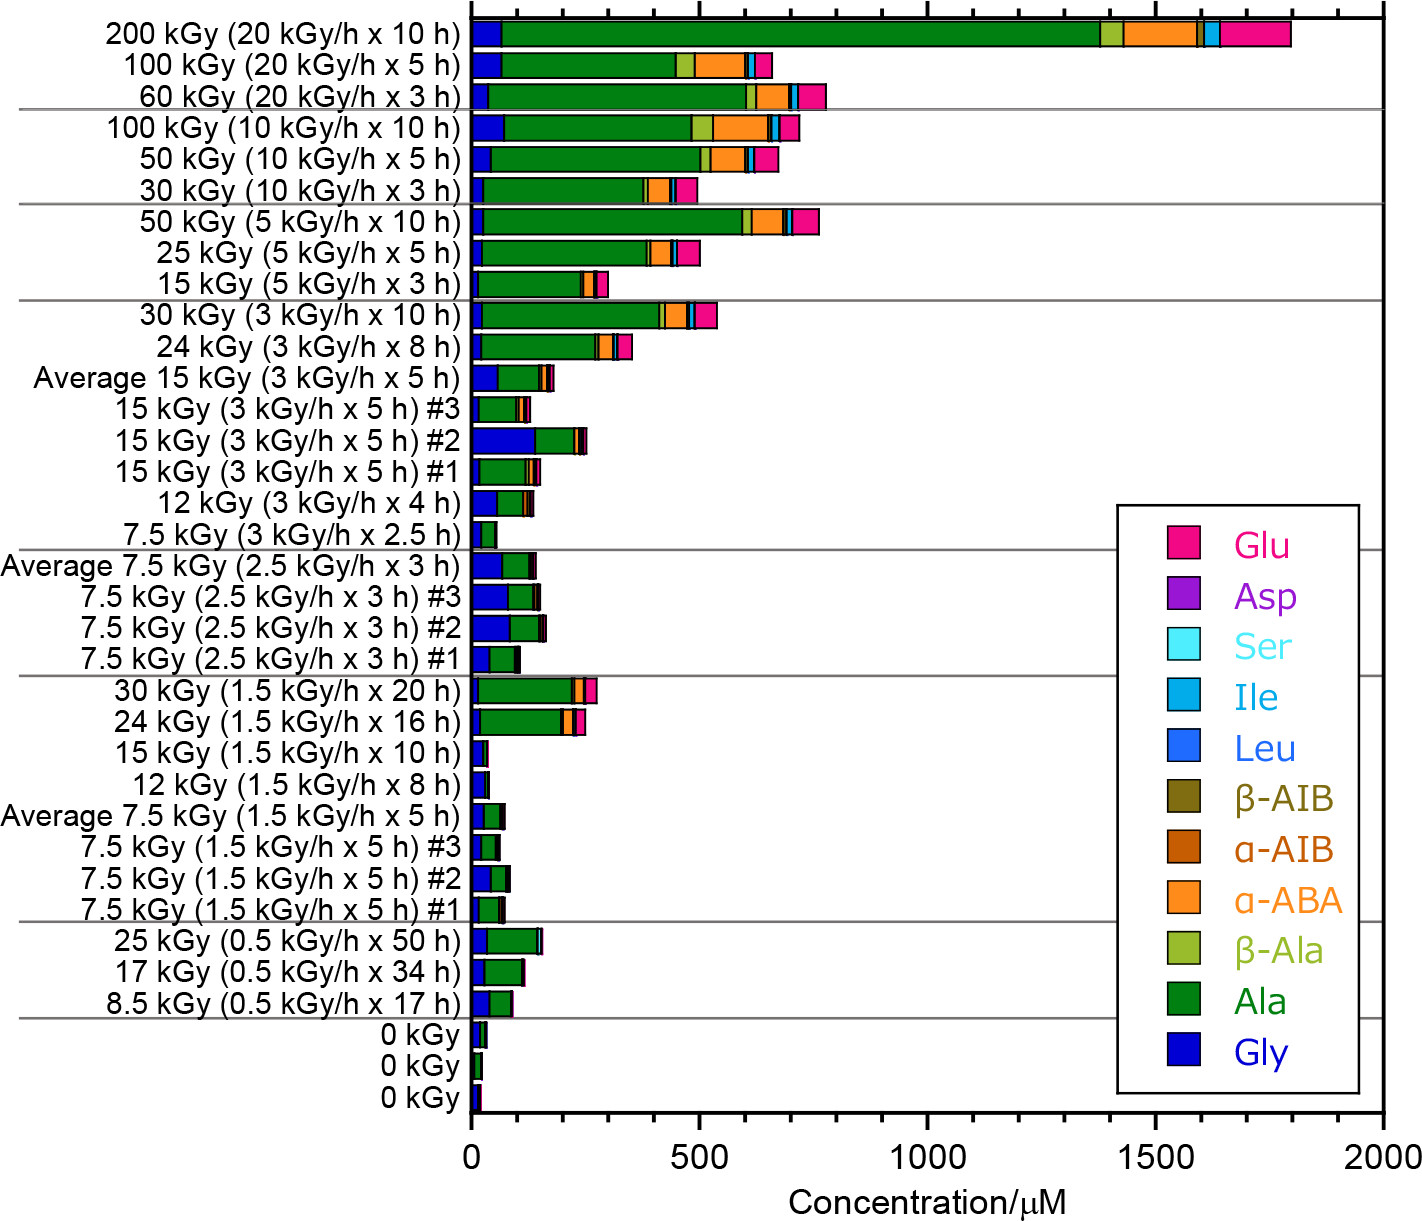 200 kGy (20 kGy/h x 10 h)
100 kGy (20 kGy/h x 5 h)
60 kGy (20 kGy/h x 3 h)
100 kGy (10 kGy/h x 10 h)
50 kGy (10 kGy/h x 5 h)
30 kGy (10 kGy/h x 3 h)
50 kGy (5 kGy/h x 10 h)
25 kGy (5 kGy/h x 5 h)
15 kGy (5 kGy/h x 3 h)
30 kGy (3 kGy/h x 10 h)
24 kGy (3 kGy/h x 8 h)
Average 15 kGy (3 kGy/h x 5 h)
15 kGy (3 kGy/h x 5 h) #3
15 kGy (3 kGy/h x 5 h) #2
15 kGy (3 kGy/h x 5 h) #1
12 kGy (3 kGy/h x 4 h)
7.5 kGy (3 kGy/h x 2.5 h)
Average 7.5 kGy (2.5 kGy/h x 3 h)
7.5 kGy (2.5 kGy/h x 3 h) #3
7.5 kGy (2.5 kGy/h x 3 h) #2
7.5 kGy (2.5 kGy/h x 3 h) #1
30 kGy (1.5 kGy/h x 20 h)
24 kGy (1.5 kGy/h x 16 h)
15 kGy (1.5 kGy/h x 10 h)
12 kGy (1.5 kGy/h x 8 h)
Average 7.5 kGy (1.5 kGy/h x 5 h)
7.5 kGy (1.5 kGy/h x 5 h) #3
7.5 kGy (1.5 kGy/h x 5 h) #2
7.5 kGy (1.5 kGy/h x 5 h) #1
25 kGy (0.5 kGy/h x 50 h)
17 kGy (0.5 kGy/h x 34 h)
8.5 kGy (0.5 kGy/h x 17 h)
0 kGy
0 kGy
0 kGy
Glu
Asp
Ser
Ile
Leu
β-AIB
α-AIB
α-ABA
β-Ala
Ala
Gly
0 500 1000 1500 2000
Concentration/μM